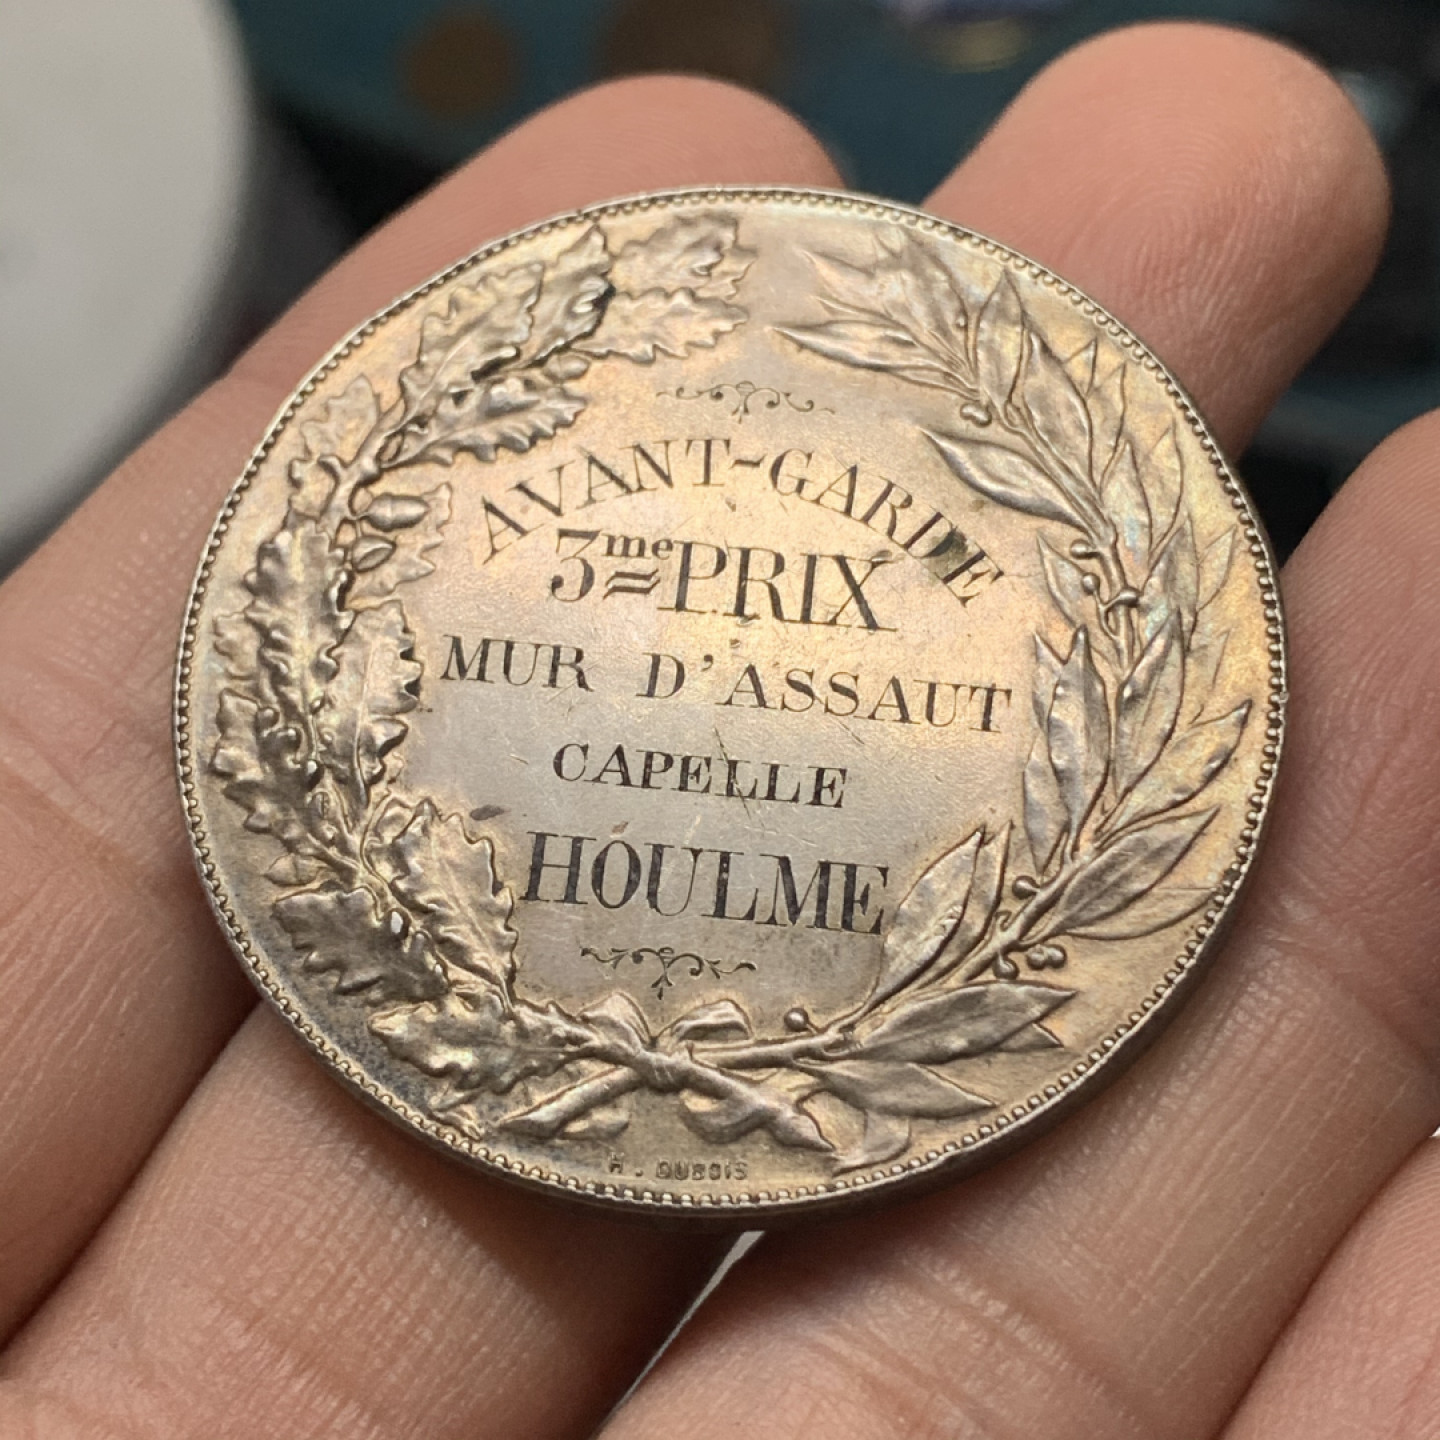 AVANT-GARDE
3me PRIX
MUR D'ASSAUT
CAPELLE
HOULME
H. DUBOIS